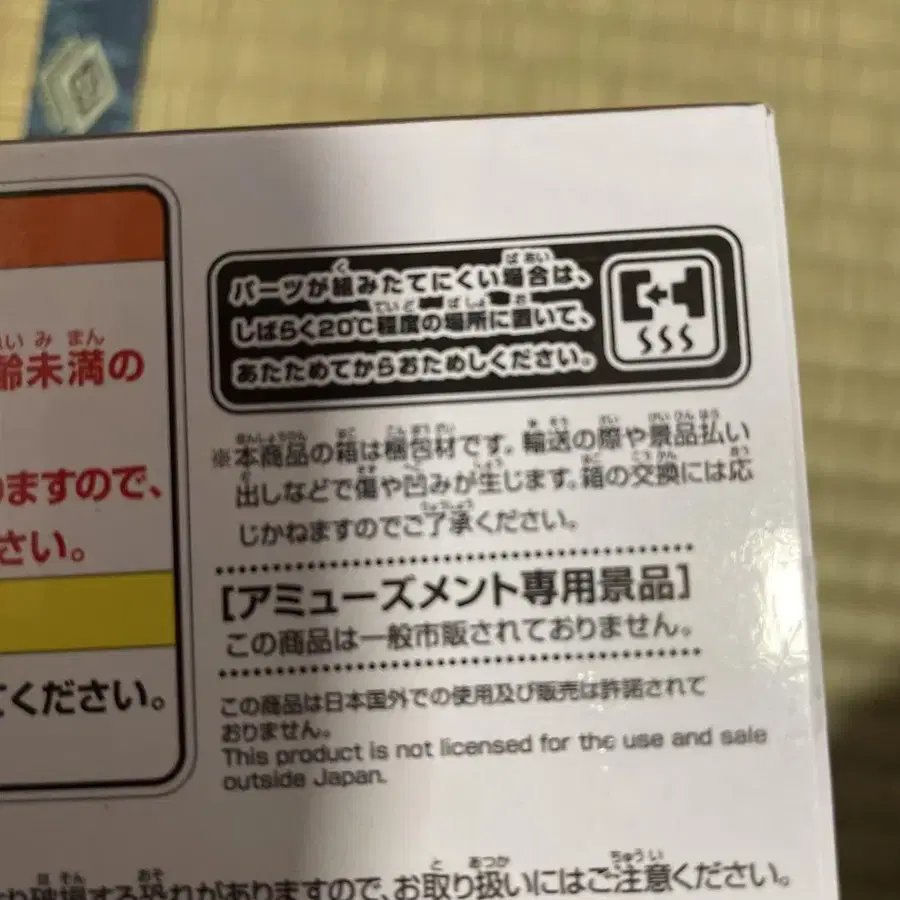 齢未満の
りますので、
さい。
てください。
パーツが組みたてにくい場合は、
しばらく20℃程度の場所に置いて、
あたためてからおためしください。
※本商品の箱は梱包材です。輸送の際や景品払い
出しなどで傷や凹みが生じます。箱の交換には応
じかねますのでご了承ください。
[アミューズメント専用景品]
この商品は一般市販されておりません。
この商品は日本国外での使用及び販売は許諾されて
おりません。
This product is not licensed for the use and sale
outside Japan.
破損する恐れがありますので、お取り扱いにはご注意ください。